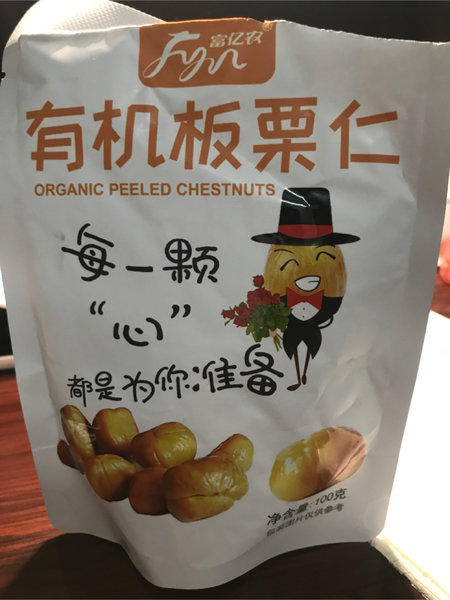 富亿农®
Fyn
有机板栗仁
ORGANIC PEELED CHESTNUTS
每一颗
“心”
都是为你准备
净含量:100克
包装图片仅供参考